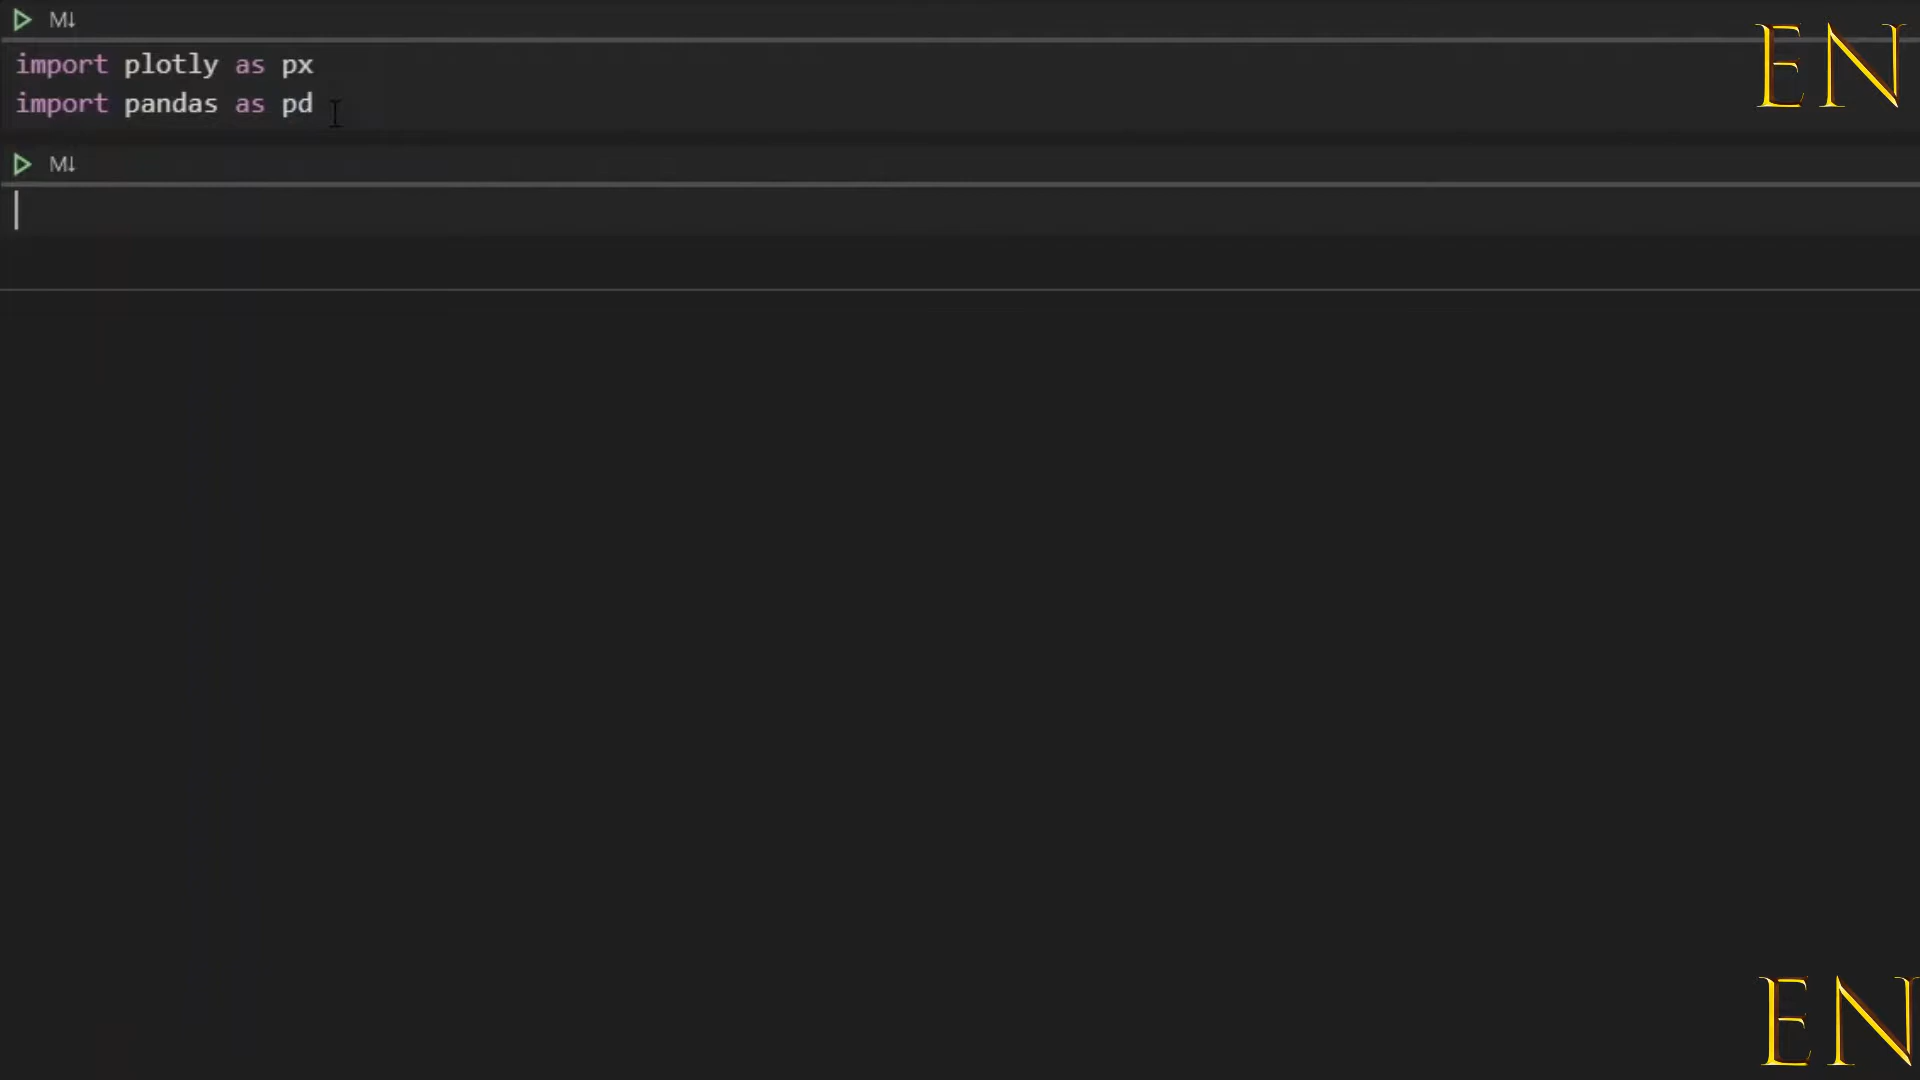 M↓
EN
import plotly as px
import pandas as pd
M↓
EN